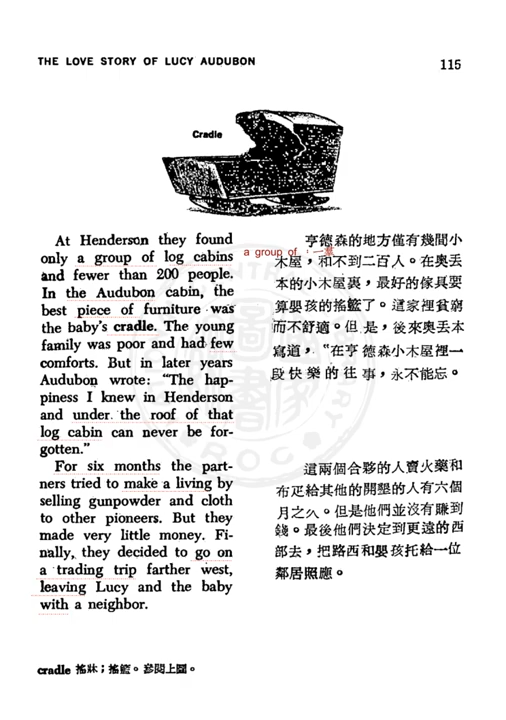 THE LOVE STORY OF LUCY AUDUBON
115
Cradle
At Henderson they found
only a group of log cabins
and fewer than 200 people.
In the Audubon cabin, the
best piece of furniture was
the baby's cradle. The young
family was poor and had few
comforts. But in later years
Audubon wrote: “The hap-
piness I knew in Henderson
and under the roof of that
log cabin can never be for-
gotten.”
For six months the part-
ners tried to make a living by
selling gunpowder and cloth
to other pioneers. But they
made very little money. Fi-
nally, they decided to go on
a trading trip farther west,
leaving Lucy and the baby
with a neighbor.
亨德森的地方僅有幾間小
a group of :一羣
木屋，和不到二百人。在奧丟
本的小木屋裏，最好的傢具要
算嬰孩的搖籃了。這家裡貧窮
而不舒適。但是，後來奧丟本
寫道，“在亨德森小木屋裡一
段快樂的往事，永不能忘。
這兩個合夥的人賣火藥和
布疋給其他的開墾的人有六個
月之久。但是他們並沒有賺到
錢。最後他們決定到更遠的西
部去，把路西和嬰孩托給一位
鄰居照應。
cradle 搖牀；搖籃。參閱上圖。